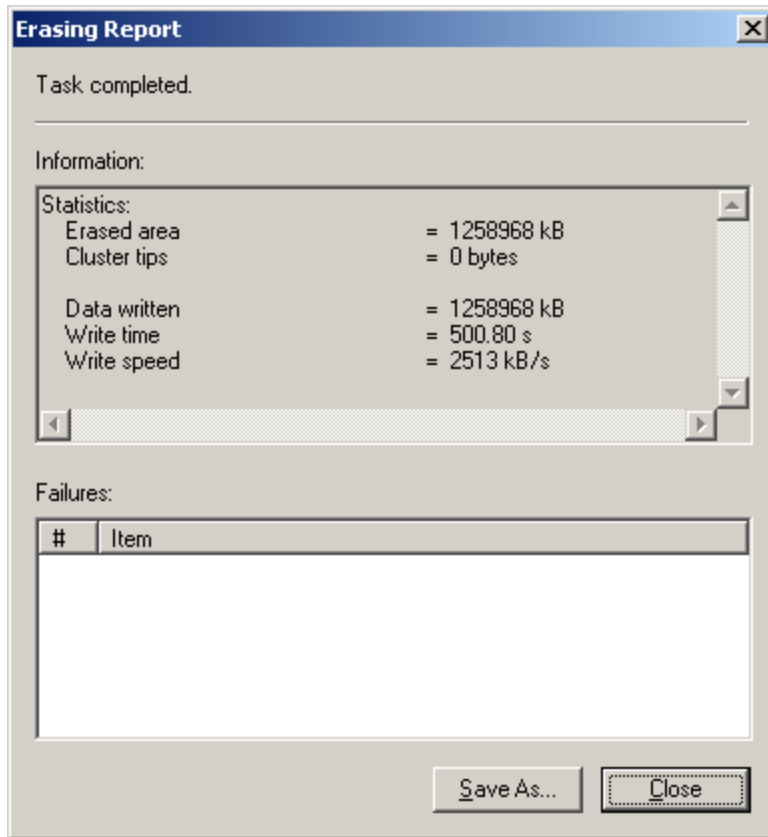 Erasing Report
Task completed.
Information:
Statistics:
Erased area = 1258968 kB
Cluster tips = 0 bytes
Data written = 1258968 kB
Write time = 500.80 s
Write speed = 2513 kB/s
Failures:
# Item
Save As... Close